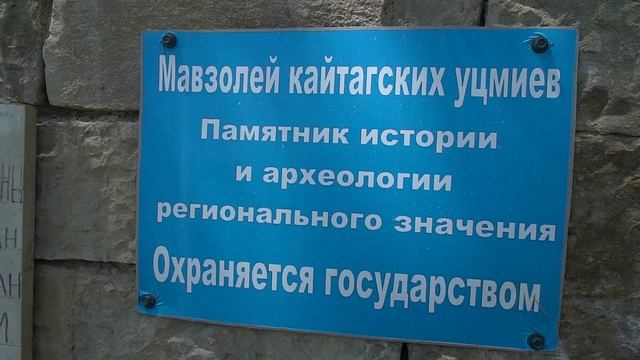 Мавзолей кайтагских уцмиев
Памятник истории
и археологии
регионального значения
Охраняется государством